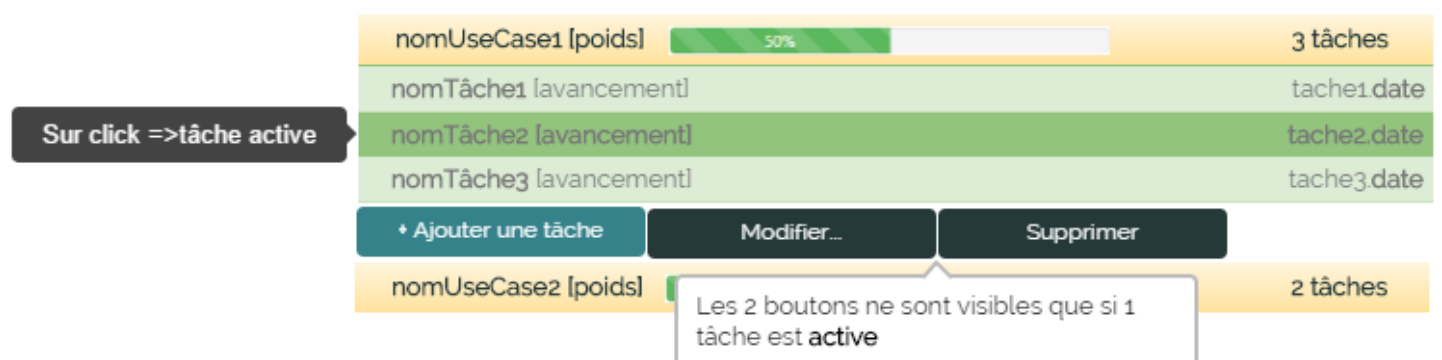 nomUseCase1 [poids] 50% 3 tâches
nomTâche1 [avancement] tache1.date
Sur click =>tâche active
nomTâche2 [avancement] tache2.date
nomTâche3 [avancement] tache3.date
+ Ajouter une tâche Modifier... Supprimer
nomUseCase2 [poids] 2 tâches
Les 2 boutons ne sont visibles que si 1
tâche est active